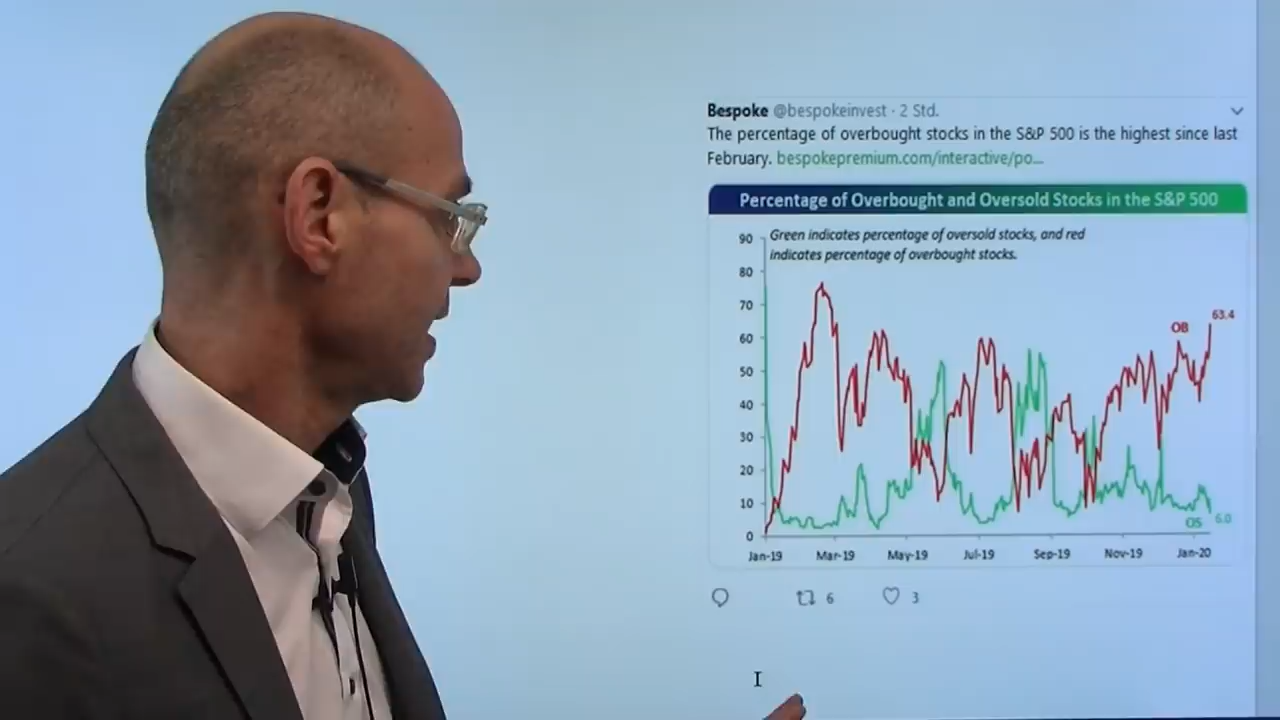 Bespoke @bespokeinvest · 2 Std.
The percentage of overbought stocks in the S&P 500 is the highest since last
February. bespokepremium.com/interactive/po...
Percentage of Overbought and Oversold Stocks in the S&P 500
Green indicates percentage of oversold stocks, and red
indicates percentage of overbought stocks.
90
80
70
60
50
40
30
20
10
0
OB
63.4
OS
6.0
Jan-19 Mar-19 May-19 Jul-19 Sep-19 Nov-19 Jan-20
6 3